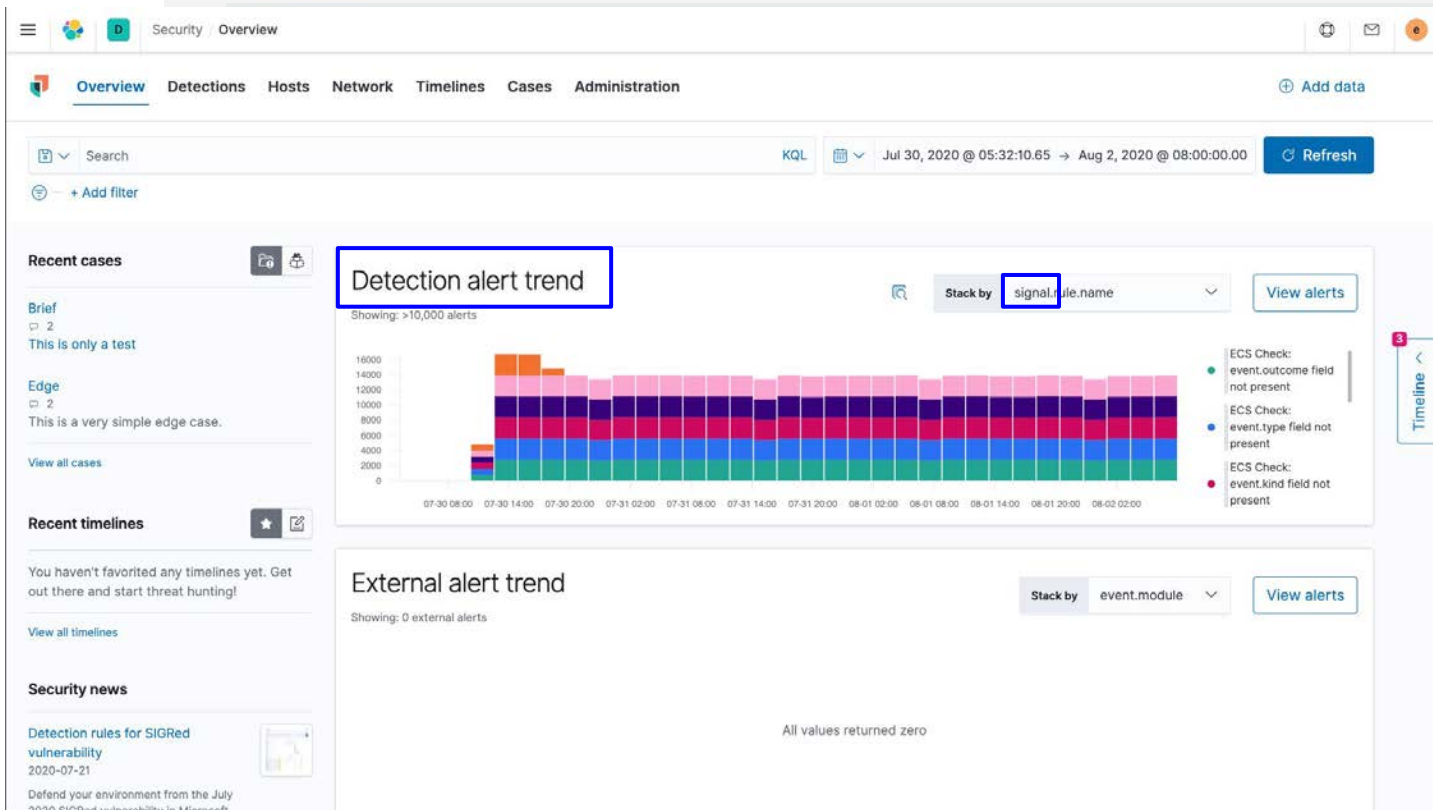 D
Security / Overview
e
Overview Detections Hosts Network Timelines Cases Administration
Add data
Search
KQL
Jul 30, 2020 @ 05:32:10.65 → Aug 2, 2020 @ 08:00:00.00
Refresh
+ Add filter
Recent cases
Brief
2
This is only a test
Edge
2
This is a very simple edge case.
View all cases
Recent timelines
You haven't favorited any timelines yet. Get
out there and start threat hunting!
View all timelines
Security news
Detection rules for SIGRed
vulnerability
2020-07-21
Defend your environment from the July
2020 SIGRed vulnerability in Microsoft
Detection alert trend
Showing: >10,000 alerts
Stack by signal.rule.name
View alerts
16000
14000
12000
10000
8000
6000
4000
2000
0
07-30 08:00 07-30 14:00 07-30 20:00 07-31 02:00 07-31 08:00 07-31 14:00 07-31 20:00 08-01 02:00 08-01 08:00 08-01 14:00 08-01 20:00 08-02 02:00
ECS Check:
event.outcome field
not present
ECS Check:
event.type field not
present
ECS Check:
event.kind field not
present
External alert trend
Showing: 0 external alerts
Stack by event.module
View alerts
All values returned zero
3
Timeline